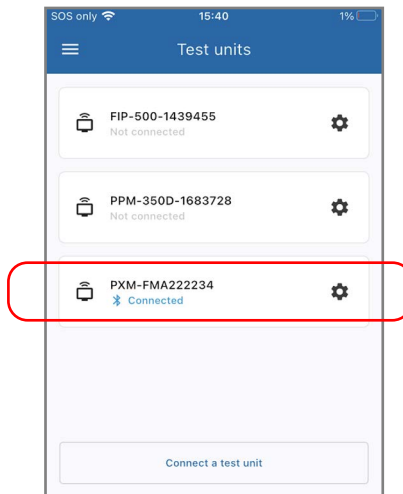 SOS only 15:40 1%
Test units
FIP-500-1439455
Not connected
PPM-350D-1683728
Not connected
PXM-FMA222234
Connected
Connect a test unit